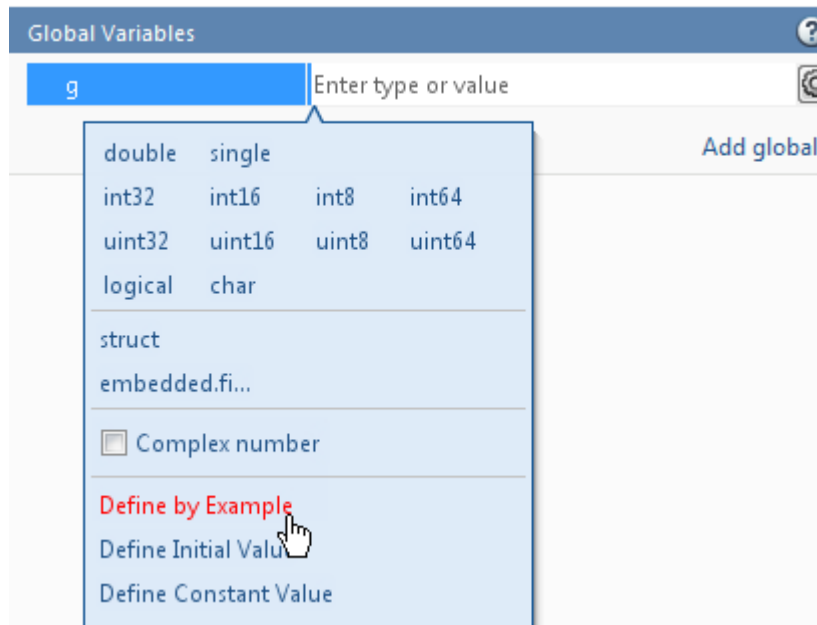 Global Variables ?
g Enter type or value
Add global
double single
int32 int16 int8 int64
uint32 uint16 uint8 uint64
logical char
struct
embedded.fi...
Complex number
Define by Example
Define Initial Valu
Define Constant Value